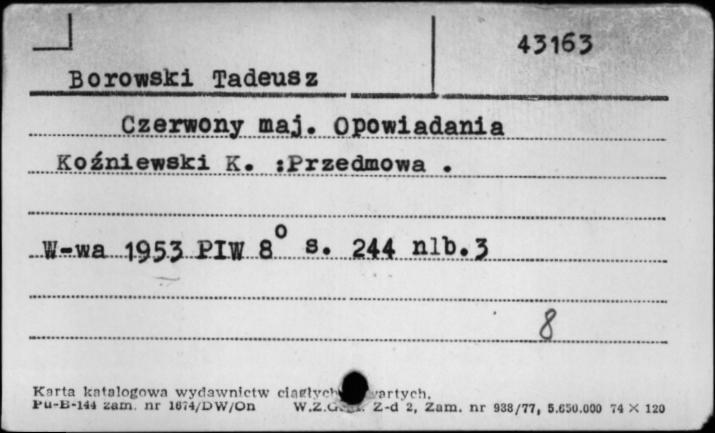 43163
Borowski Tadeusz
Czerwony maj. Opowiadania
Koźniewski K. :Przedmowa .
W-wa 1953 PIW 8° s. 244 nlb.3
8
Karta katalogowa wydawnictw
Pu-B-144 zam. nr 1674/DW/On Z-d 2, Zam. nr 938/77, 5.650.000 74 × 120